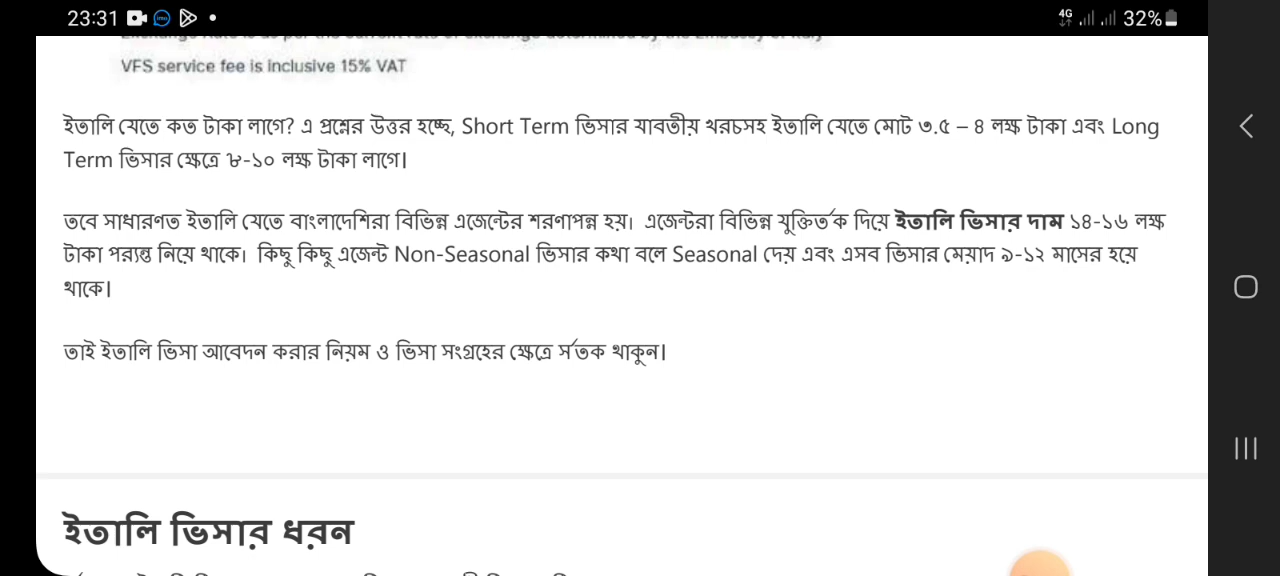 23:31
4G 32%
VFS service fee is inclusive 15% VAT
ইতালি যেতে কত টাকা লাগে? এ প্রশ্নের উত্তর হচ্ছে, Short Term ভিসার যাবতীয় খরচসহ ইতালি যেতে মোট ৩.৫ – ৪ লক্ষ টাকা এবং Long
Term ভিসার ক্ষেত্রে ৮-১০ লক্ষ টাকা লাগে।
তবে সাধারণত ইতালি যেতে বাংলাদেশিরা বিভিন্ন এজেন্টের শরণাপন্ন হয়। এজেন্টরা বিভিন্ন যুক্তিতর্ক দিয়ে ইতালি ভিসার দাম ১৪-১৬ লক্ষ
টাকা পর্যন্ত নিয়ে থাকে। কিছু কিছু এজেন্ট Non-Seasonal ভিসার কথা বলে Seasonal দেয় এবং এসব ভিসার মেয়াদ ৯-১২ মাসের হয়ে
থাকে।
তাই ইতালি ভিসা আবেদন করার নিয়ম ও ভিসা সংগ্রহের ক্ষেত্রে সর্তক থাকুন।
ইতালি ভিসার ধরন